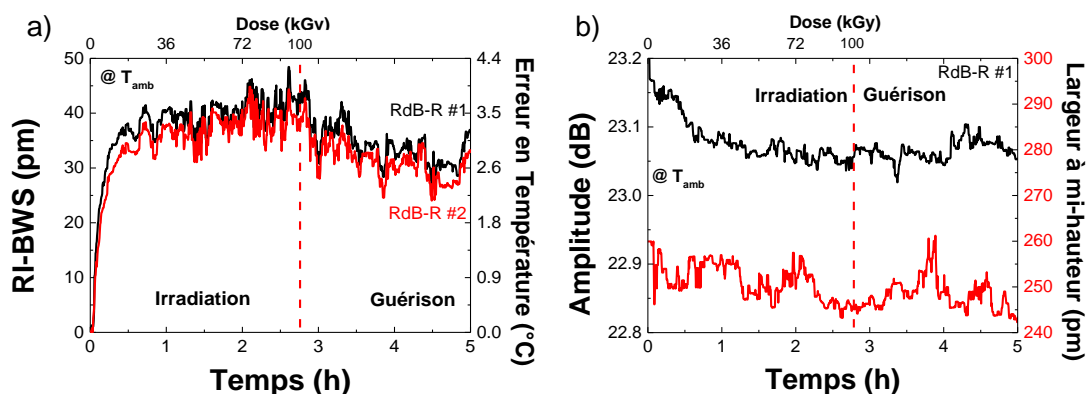 a)
Dose (kGy)
0 36 72 100
50
40
30
20
10
0
RI-BWS (pm)
@ Tamb
RdB-R #1
RdB-R #2
Irradiation
Guérison
4.4
3.5
2.6
1.8
0.9
0.0
Erreur en Température (°C)
0 1 2 3 4 5
Temps (h)
b)
Dose (kGy)
0 36 72 100
23.2
23.1
23.0
22.9
22.8
Amplitude (dB)
RdB-R #1
Irradiation
Guérison
@ Tamb
300
290
280
270
260
250
240
Largeur à mi-hauteur (pm)
0 1 2 3 4 5
Temps (h)